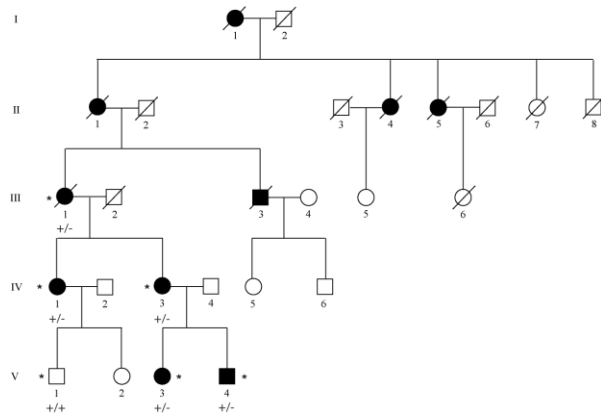 I
1 2
II
1 2 3 4 5 6 7 8
III
* 1 2 3 4 5 6
+/-
IV
* 1 2 * 3 4 5 6
+/- +/-
V
* 1 2 3 * 4 *
+/+ +/- +/-